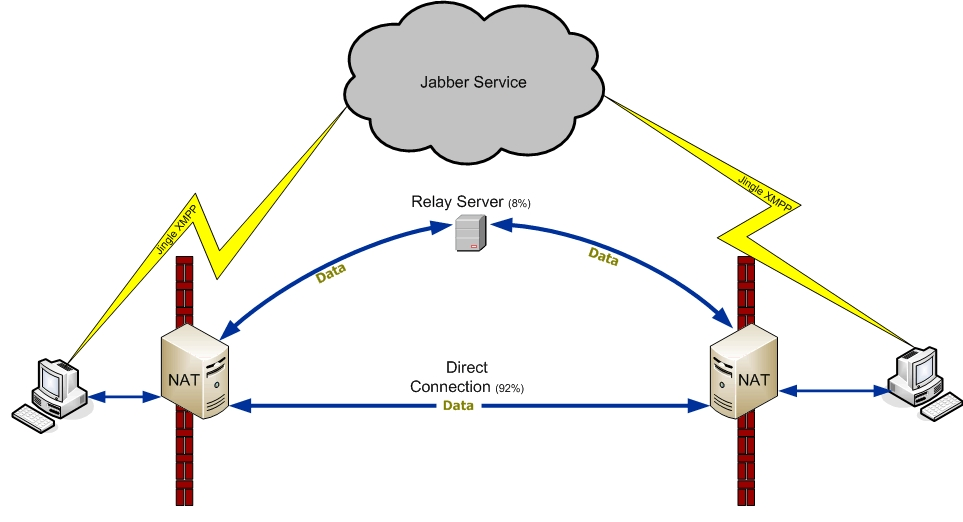 Jabber Service
Jingle XMPP
Jingle XMPP
Relay Server (8%)
Data
Data
NAT
Direct
Connection (92%)
Data
NAT